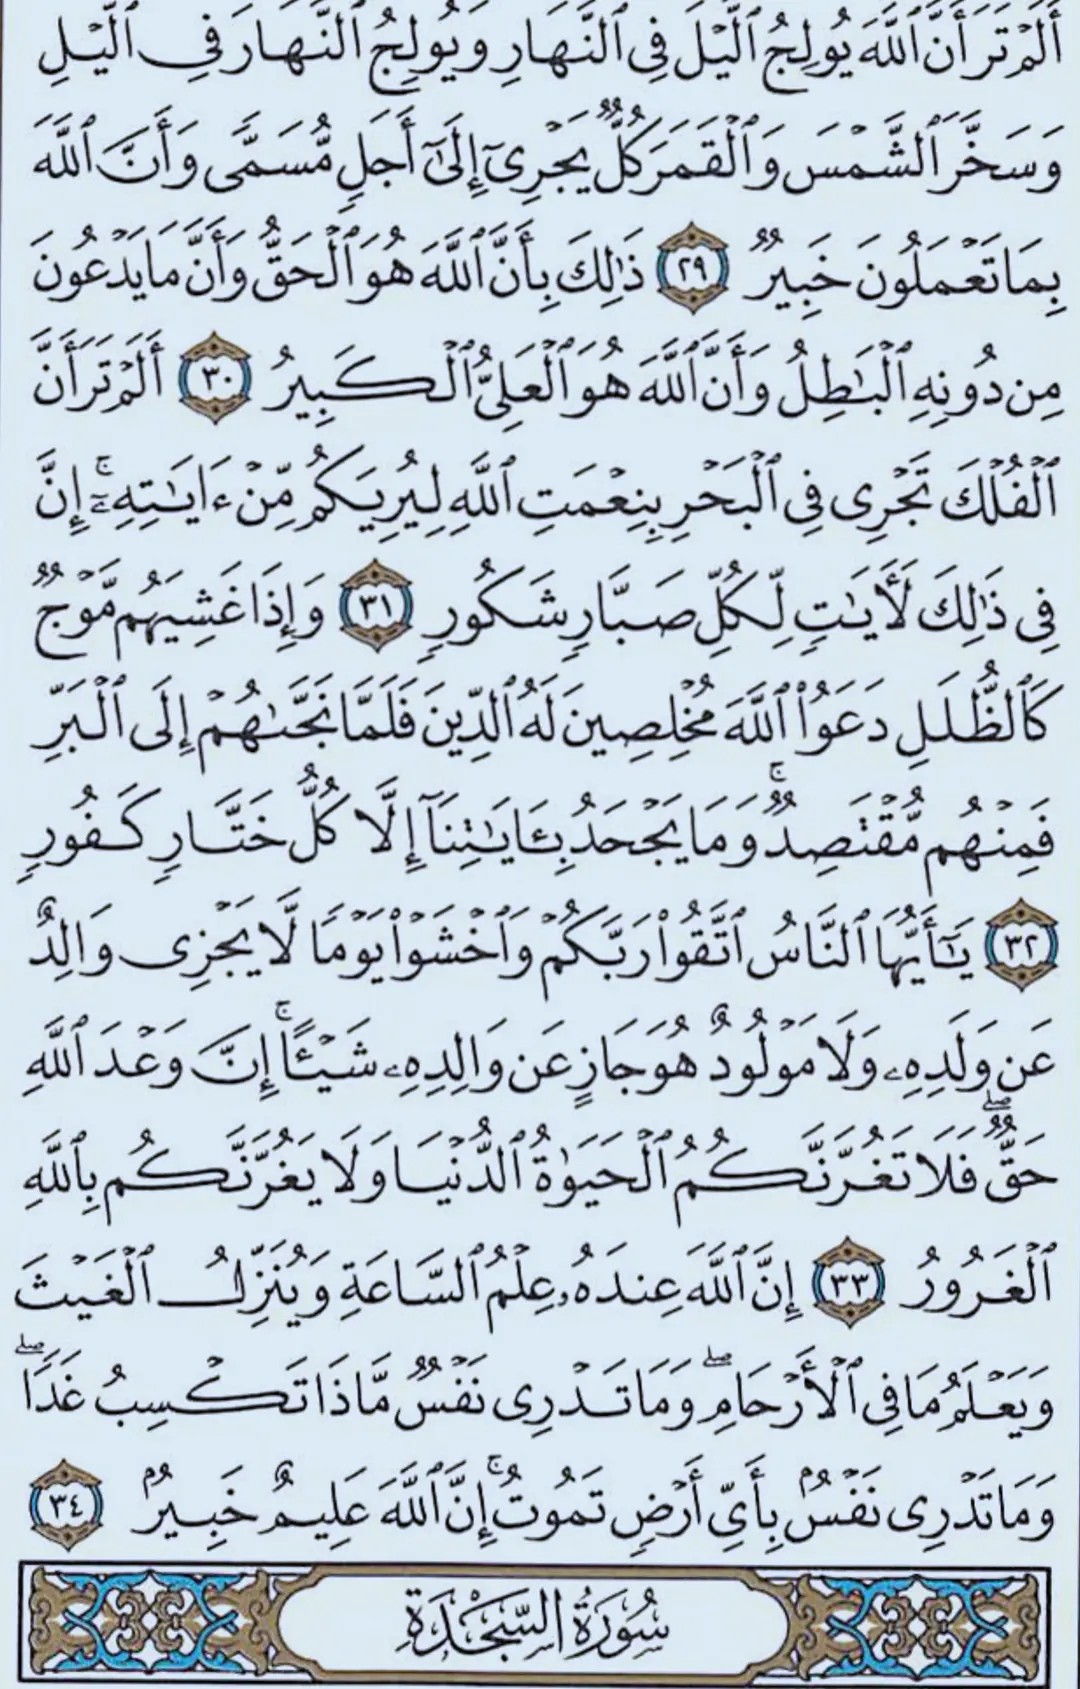 أَلَمْ تَرَ أَنَّ ٱللَّهَ يُولِجُ ٱلَّيْلَ فِى ٱلنَّهَارِ وَيُولِجُ ٱلنَّهَارَ فِى ٱلَّيْلِ
وَسَخَّرَ ٱلشَّمْسَ وَٱلْقَمَرَ كُلٌّ يَجْرِىٓ إِلَىٰٓ أَجَلٍ مُّسَمًّى وَأَنَّ ٱللَّهَ
بِمَا تَعْمَلُونَ خَبِيرٌ ٢٩ ذَٰلِكَ بِأَنَّ ٱللَّهَ هُوَ ٱلْحَقُّ وَأَنَّ مَا يَدْعُونَ
مِن دُونِهِ ٱلْبَٰطِلُ وَأَنَّ ٱللَّهَ هُوَ ٱلْعَلِىُّ ٱلْكَبِيرُ ٣٠ أَلَمْ تَرَ أَنَّ
ٱلْفُلْكَ تَجْرِى فِى ٱلْبَحْرِ بِنِعْمَتِ ٱللَّهِ لِيُرِيَكُم مِّنْ ءَايَٰتِهِۦٓ ۚ إِنَّ
فِى ذَٰلِكَ لَءَايَٰتٍ لِّكُلِّ صَبَّارٍ شَكُورٍ ٣١ وَإِذَا غَشِيَهُم مَّوْجٌ
كَٱلظُّلَلِ دَعَوُا۟ ٱللَّهَ مُخْلِصِينَ لَهُ ٱلدِّينَ فَلَمَّا نَجَّىٰهُمْ إِلَى ٱلْبَرِّ
فَمِنْهُم مُّقْتَصِدٌ ۚ وَمَا يَجْحَدُ بِـَٔايَٰتِنَآ إِلَّا كُلُّ خَتَّارٍ كَفُورٍ
٣٢ يَٰٓأَيُّهَا ٱلنَّاسُ ٱتَّقُوا۟ رَبَّكُمْ وَٱخْشَوْا۟ يَوْمًا لَّا يَجْزِى وَالِدٌ
عَن وَلَدِهِۦ وَلَا مَوْلُودٌ هُوَ جَازٍ عَن وَالِدِهِۦ شَيْـًٔا ۚ إِنَّ وَعْدَ ٱللَّهِ
حَقٌّ ۖ فَلَا تَغُرَّنَّكُمُ ٱلْحَيَوٰةُ ٱلدُّنْيَا وَلَا يَغُرَّنَّكُم بِٱللَّهِ
ٱلْغَرُورُ ٣٣ إِنَّ ٱللَّهَ عِندَهُۥ عِلْمُ ٱلسَّاعَةِ وَيُنَزِّلُ ٱلْغَيْثَ
وَيَعْلَمُ مَا فِى ٱلْأَرْحَامِ ۖ وَمَا تَدْرِى نَفْسٌ مَّاذَا تَكْسِبُ غَدًا ۖ
وَمَا تَدْرِى نَفْسٌۢ بِأَىِّ أَرْضٍ تَمُوتُ ۚ إِنَّ ٱللَّهَ عَلِيمٌ خَبِيرٌۢ ٣٤
سُورَةُ السَّجْدَةِ